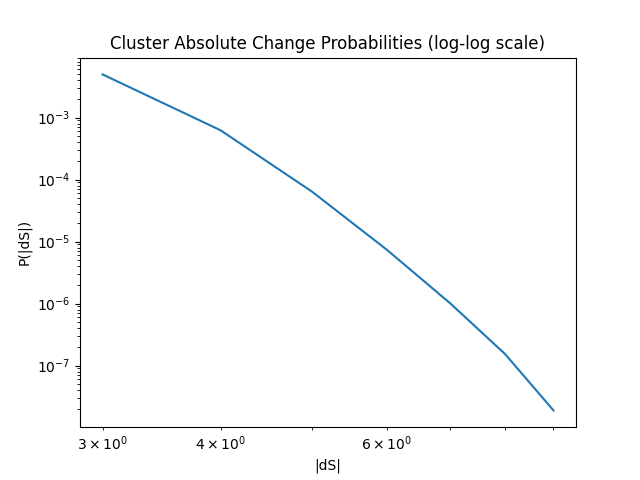 Cluster Absolute Change Probabilities (log-log scale)
P(|dS|)
10⁻³
10⁻⁴
10⁻⁵
10⁻⁶
10⁻⁷
3 × 10⁰ 4 × 10⁰ 6 × 10⁰
|dS|